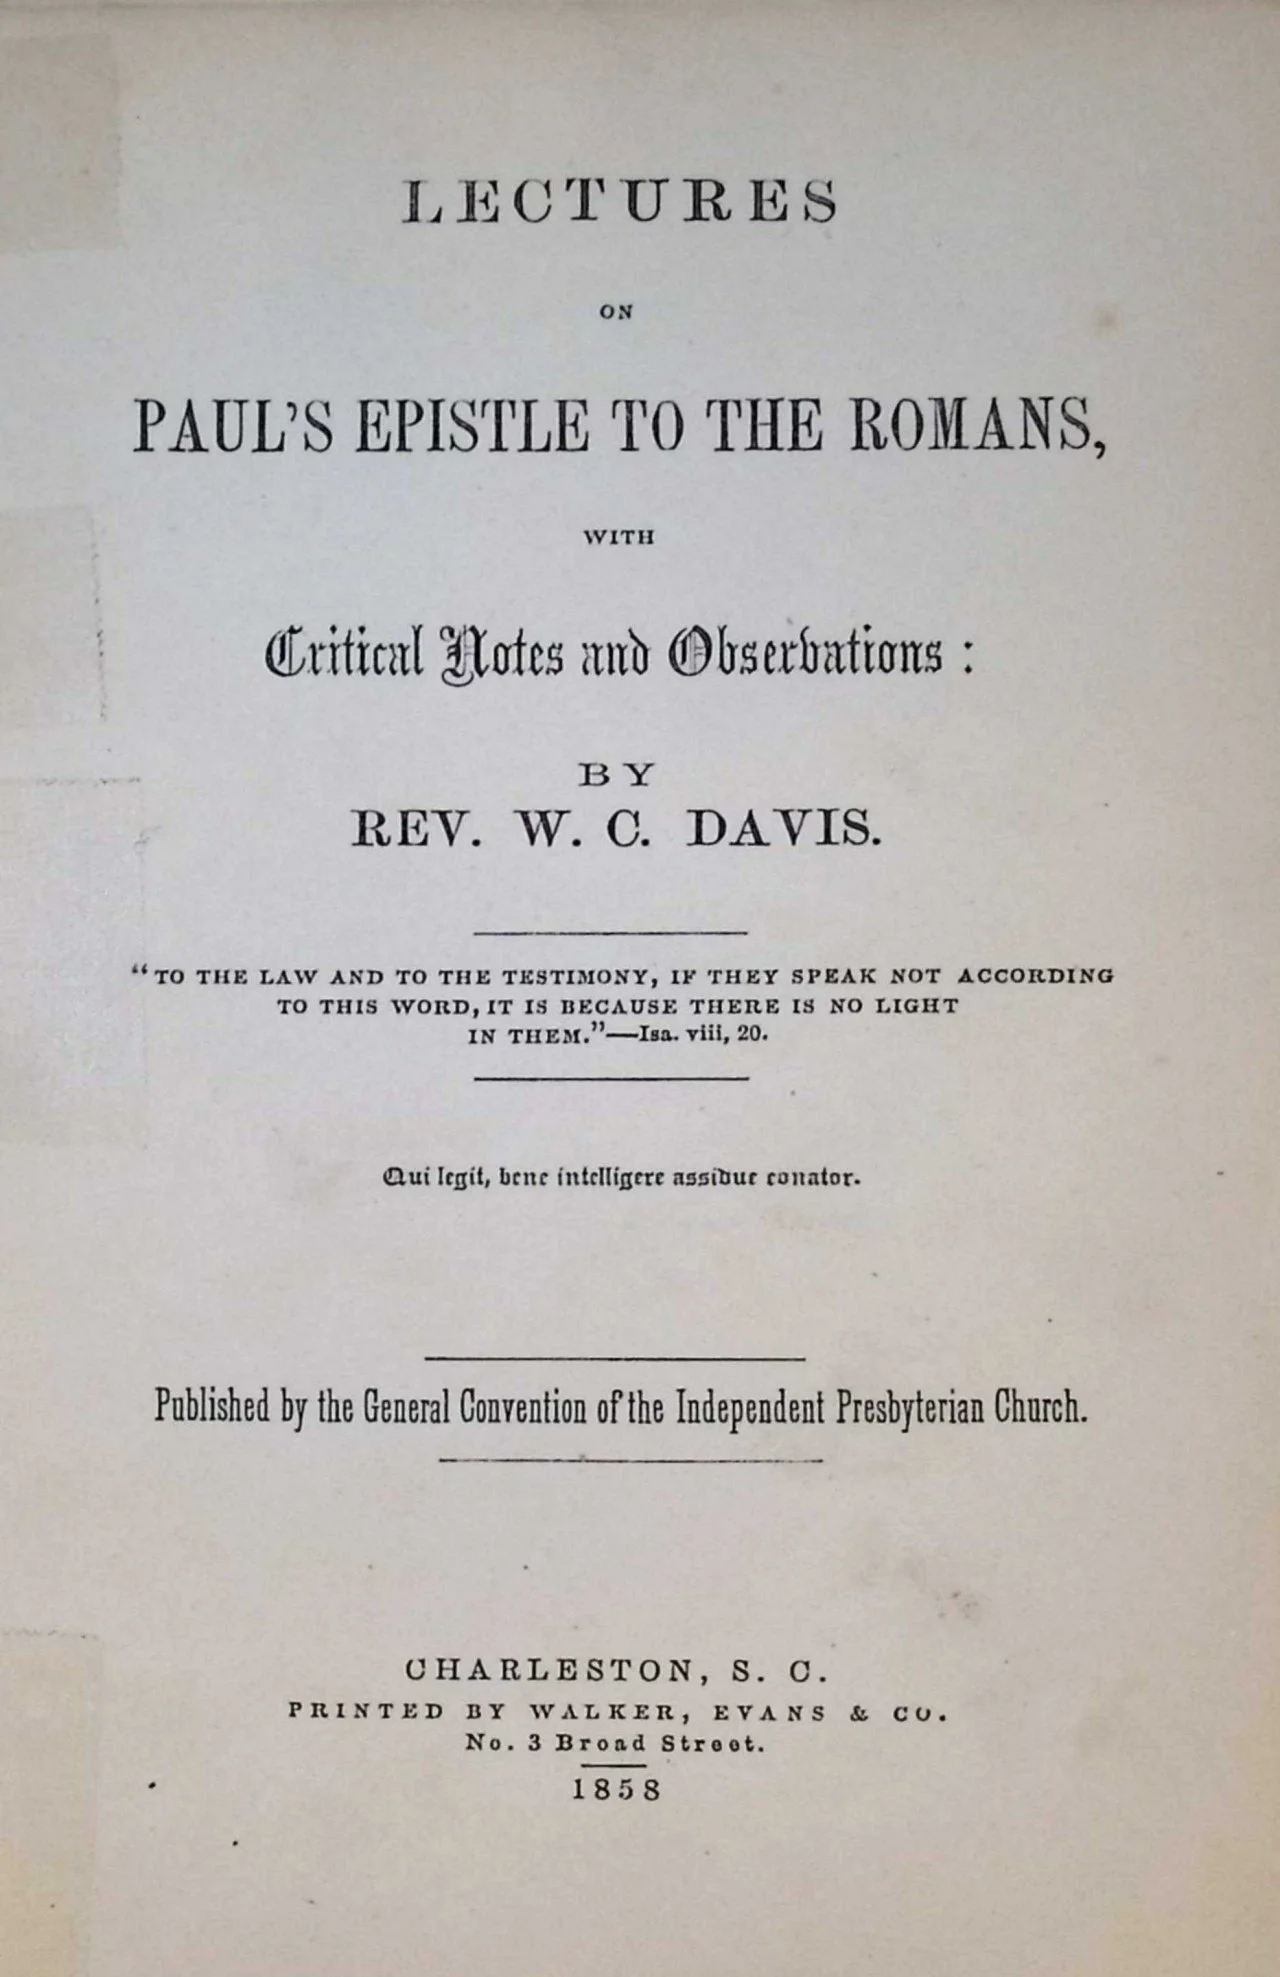 LECTURES
ON
PAUL'S EPISTLE TO THE ROMANS,
WITH
Critical Notes and Observations :
BY
REV. W. C. DAVIS.
“TO THE LAW AND TO THE TESTIMONY, IF THEY SPEAK NOT ACCORDING
TO THIS WORD, IT IS BECAUSE THERE IS NO LIGHT
IN THEM.”—Isa. viii, 20.
Qui legit, bene intelligere assidue conator.
Published by the General Convention of the Independent Presbyterian Church.
CHARLESTON, S. C.
PRINTED BY WALKER, EVANS & CO.
No. 3 Broad Street.
1858